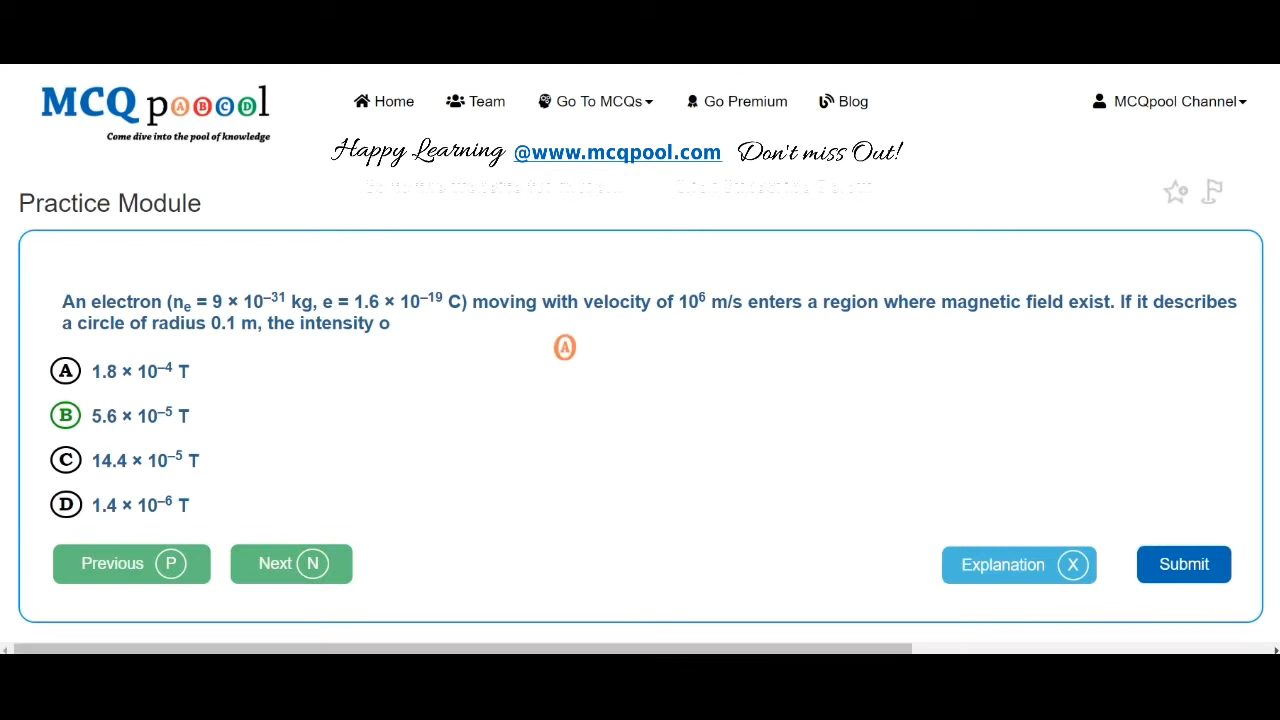 MCQ pooool
Come dive into the pool of knowledge
Home Team Go To MCQs Go Premium Blog MCQpool Channel
Happy Learning @www.mcqpool.com Don't miss Out!
Practice Module
An electron (nₑ = 9 × 10⁻³¹ kg, e = 1.6 × 10⁻¹⁹ C) moving with velocity of 10⁶ m/s enters a region where magnetic field exist. If it describes
a circle of radius 0.1 m, the intensity o
A
A 1.8 × 10⁻⁴ T
B 5.6 × 10⁻⁵ T
C 14.4 × 10⁻⁵ T
D 1.4 × 10⁻⁶ T
Previous P Next N Explanation X Submit